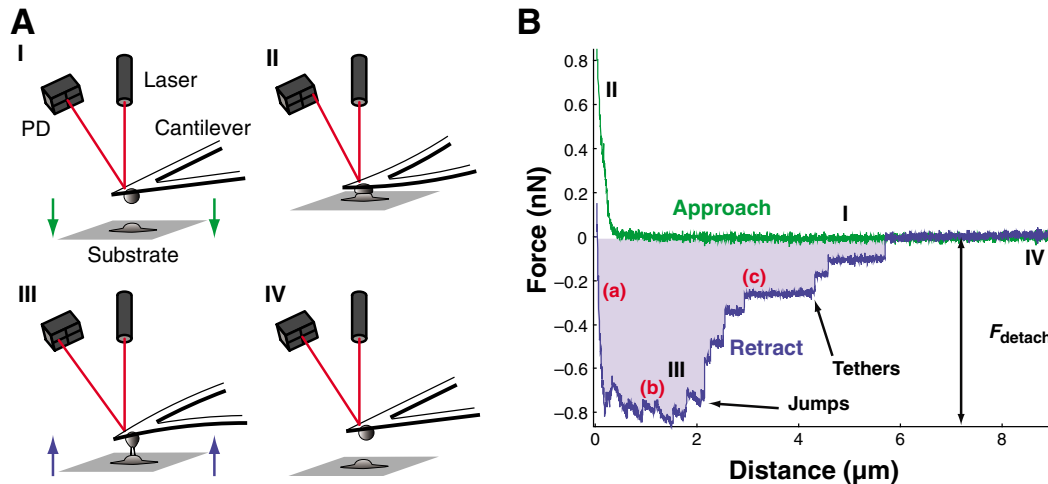 A
I
Laser
PD
Cantilever
Substrate
II
III
IV
B
Force (nN)
0.8
0.6
0.4
0.2
0
−0.2
−0.4
−0.6
−0.8
II
Approach
I
IV
(a)
(c)
F detach
Retract
Tethers
III
(b)
Jumps
0
2
4
6
8
Distance (μm)